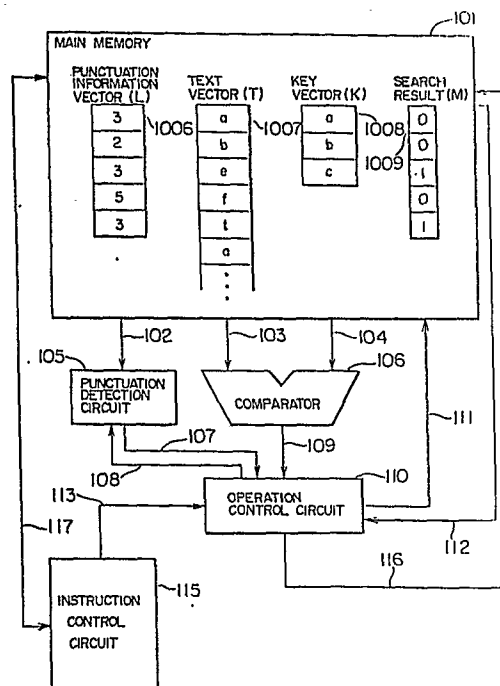 101
MAIN MEMORY
PUNCTUATION
INFORMATION
VECTOR (L)
TEXT
VECTOR (T)
KEY
VECTOR (K)
SEARCH
RESULT (M)
1006
1007
1008
1009
3
2
3
5
3
a
b
e
f
t
a
a
b
c
0
0
1
0
1
102
103
104
105
106
PUNCTUATION
DETECTION
CIRCUIT
COMPARATOR
107
108
109
110
111
OPERATION
CONTROL CIRCUIT
112
113
117
116
115
INSTRUCTION
CONTROL
CIRCUIT